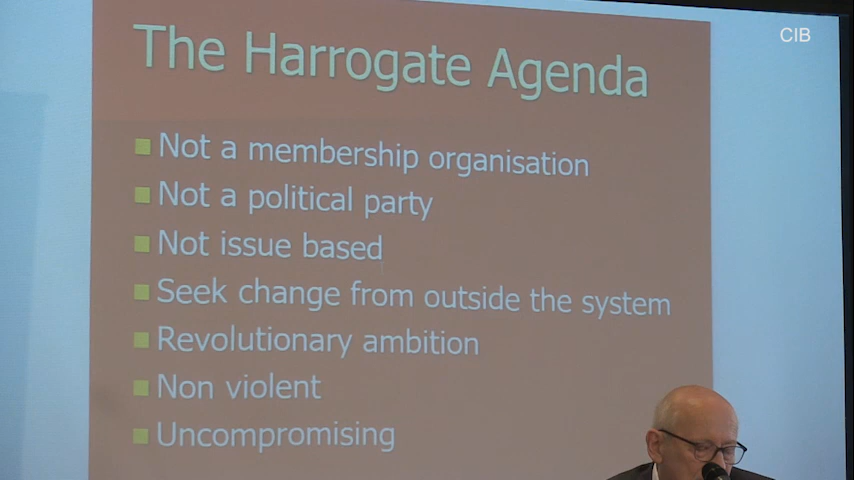 CIB
The Harrogate Agenda
Not a membership organisation
Not a political party
Not issue based
Seek change from outside the system
Revolutionary ambition
Non violent
Uncompromising